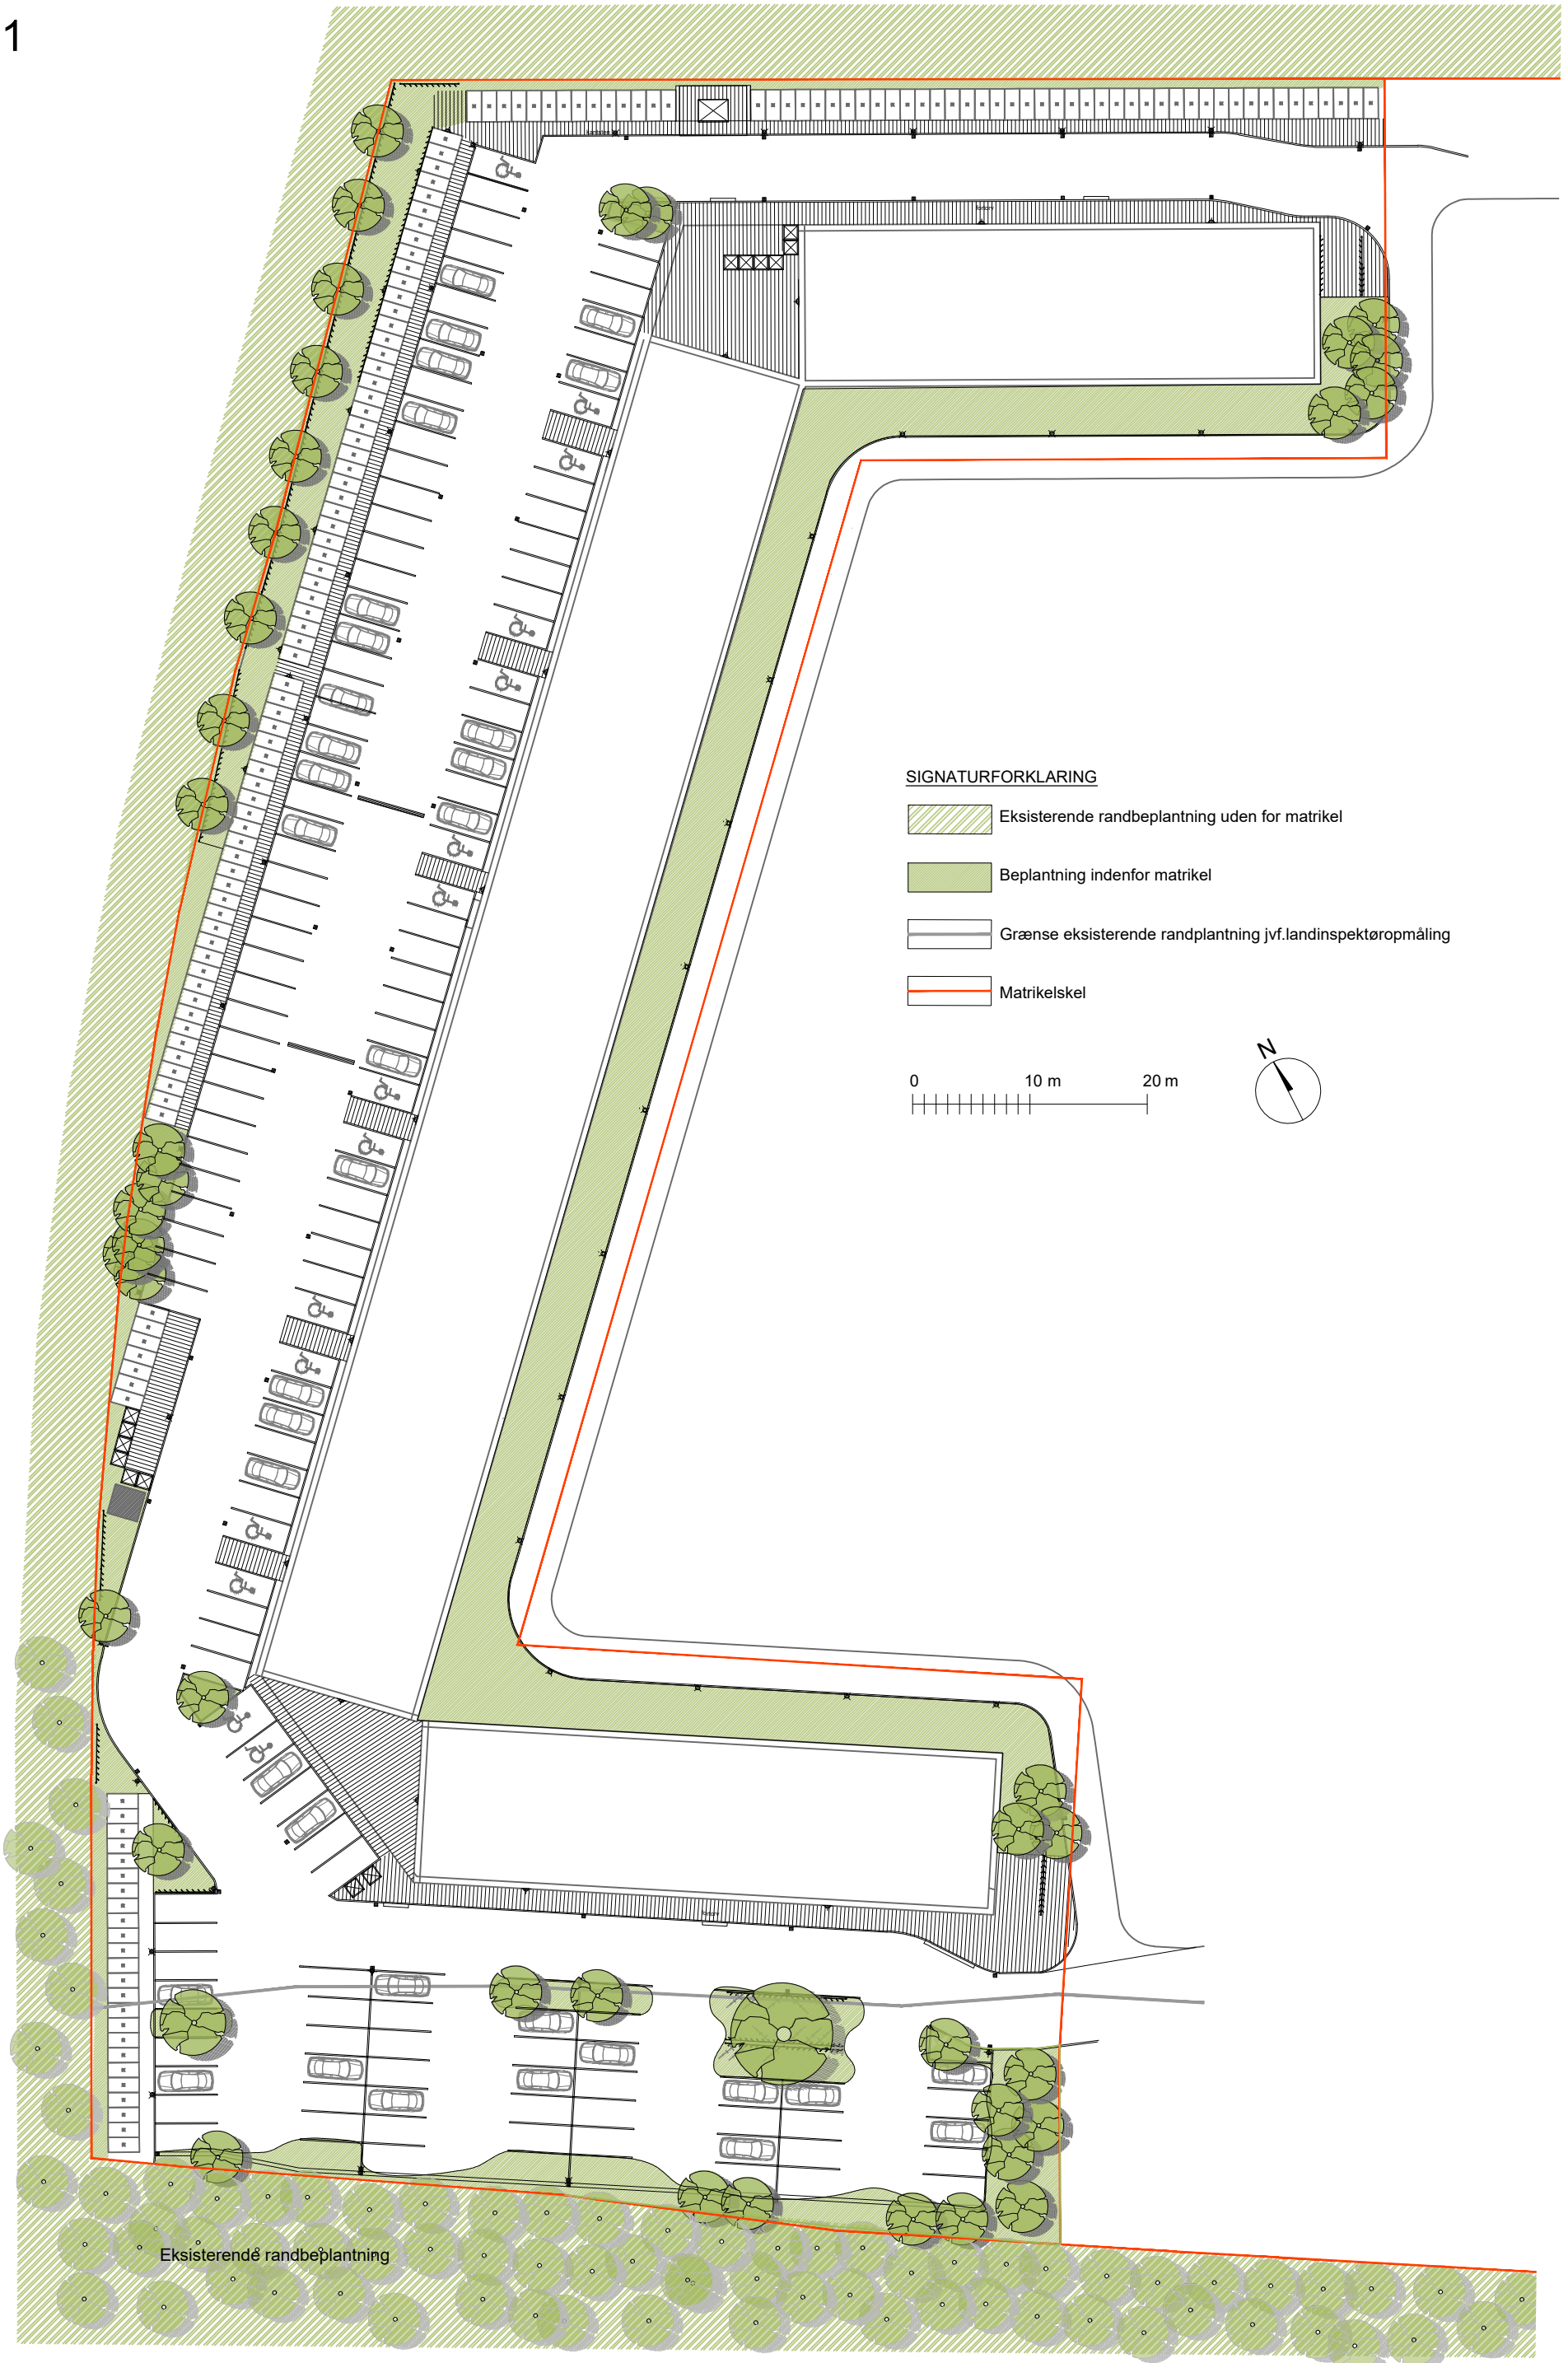 1
SIGNATURFORKLARING
Eksisterende randbeplantning uden for matrikel
Beplantning indenfor matrikel
Grænse eksisterende randplantning jvf.landinspektøropmåling
Matrikelskel
N
0 10 m 20 m
Eksisterende randbeplantning